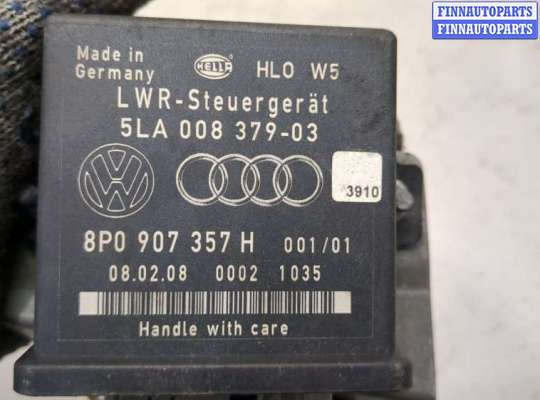 FINNAUTOPARTS
FINNAUTOPARTS
Made in
Germany
HELLA
HLO W5
LWR-Steuergerät
5LA 008 379-03
VW
3910
8P0 907 357 H 001/01
08.02.08 0002 1035
Handle with care